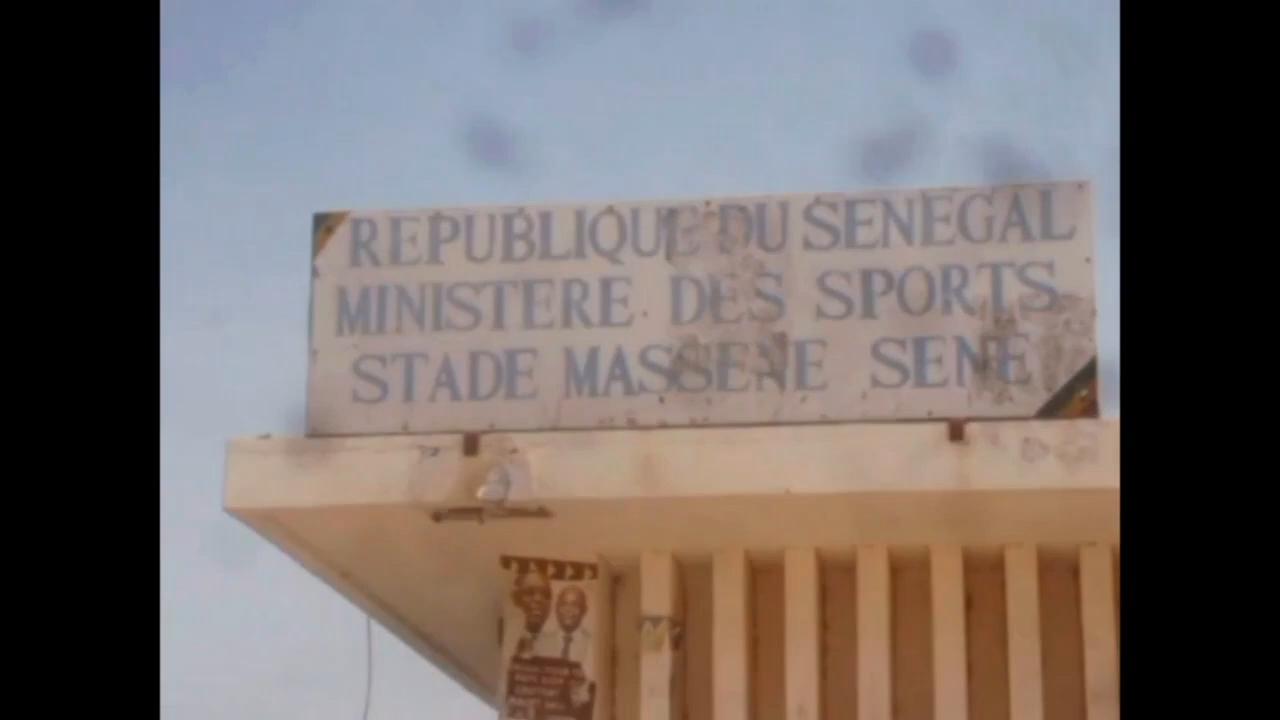 REPUBLIQUE DU SENEGAL
MINISTERE DES SPORTS
STADE MASSENE SENE